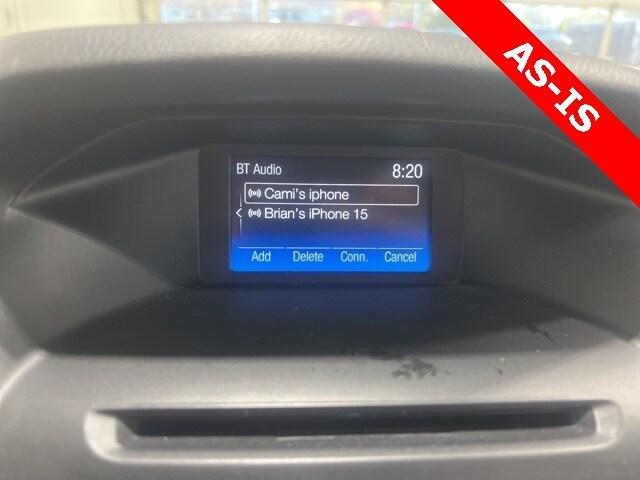 AS-IS
BT Audio 8:20
Cami's iphone
Brian's iPhone 15
Add Delete Conn. Cancel